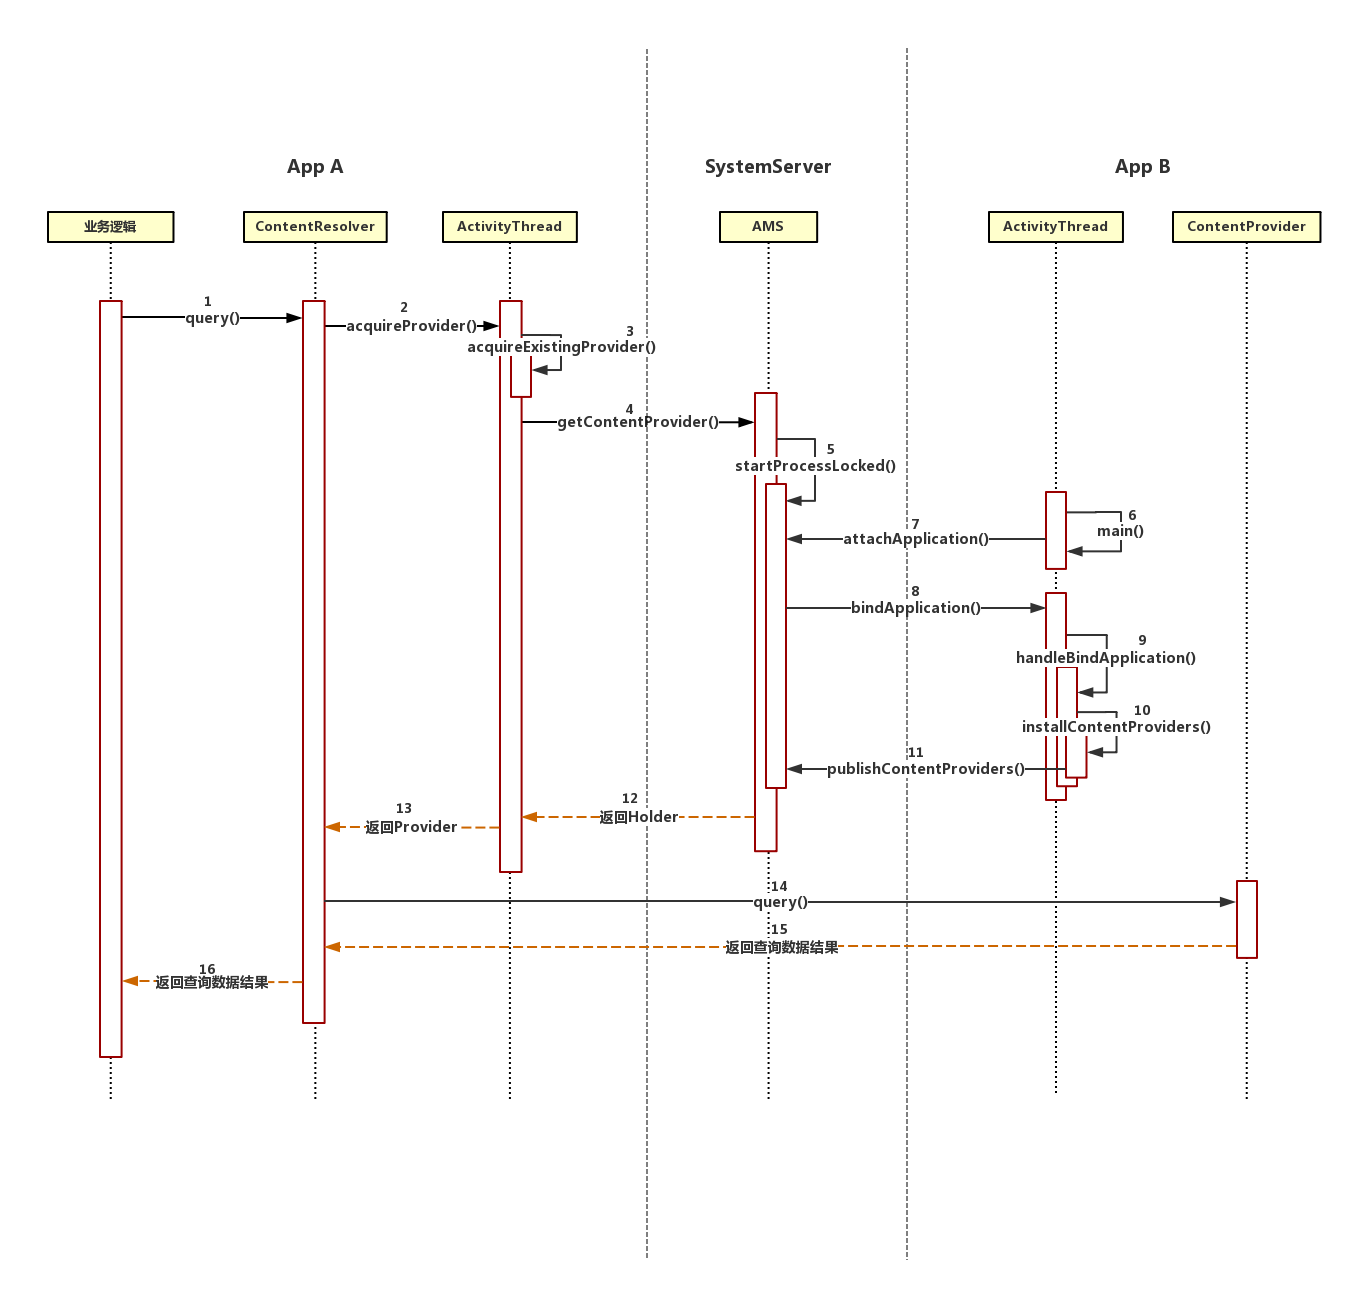 App A
SystemServer
App B
业务逻辑
ContentResolver
ActivityThread
AMS
ActivityThread
ContentProvider
1
query()
2
acquireProvider()
3
acquireExistingProvider()
4
getContentProvider()
5
startProcessLocked()
6
main()
7
attachApplication()
8
bindApplication()
9
handleBindApplication()
10
installContentProviders()
11
publishContentProviders()
12
返回Holder
13
返回Provider
14
query()
15
返回查询数据结果
16
返回查询数据结果